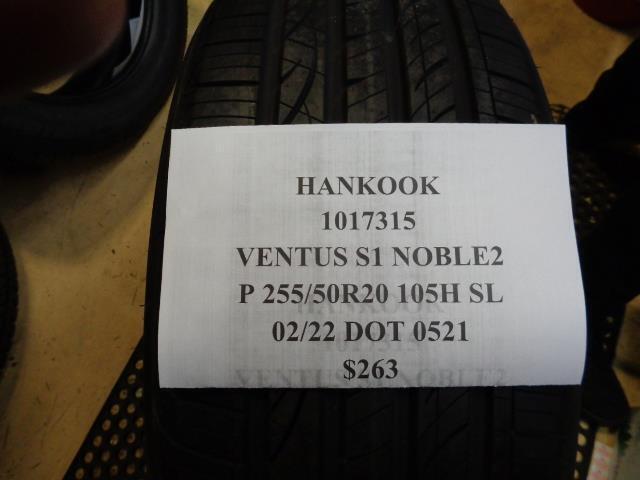 HANKOOK
1017315
VENTUS S1 NOBLE2
P 255/50R20 105H SL
02/22 DOT 0521
$263